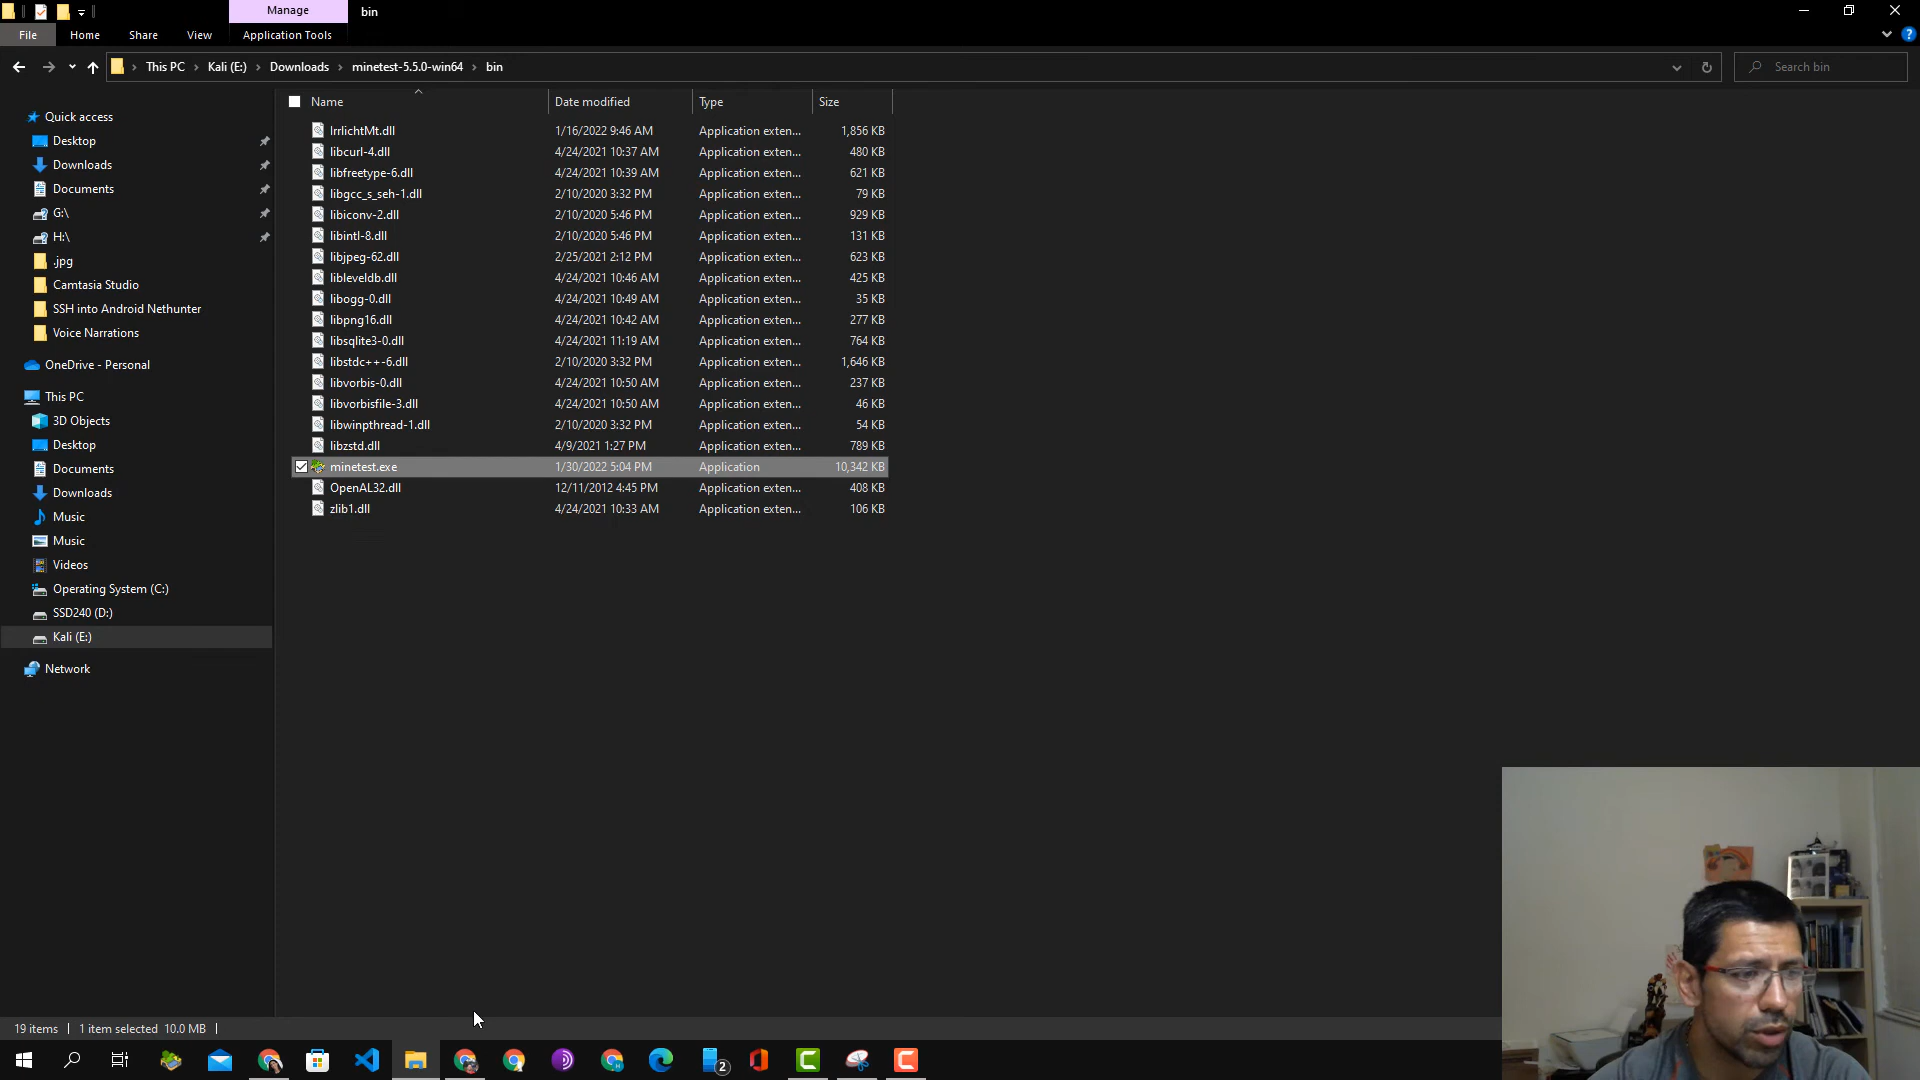 Manage
bin
File
Home
Share
View
Application Tools
This PC
Kali (E:)
Downloads
minetest-5.5.0-win64
bin
Search bin
Name
Date modified
Type
Size
IrrlichtMt.dll 1/16/2022 9:46 AM Application exten... 1,856 KB
libcurl-4.dll 4/24/2021 10:37 AM Application exten... 480 KB
libfreetype-6.dll 4/24/2021 10:39 AM Application exten... 621 KB
libgcc_s_seh-1.dll 2/10/2020 3:32 PM Application exten... 79 KB
libiconv-2.dll 2/10/2020 5:46 PM Application exten... 929 KB
libintl-8.dll 2/10/2020 5:46 PM Application exten... 131 KB
libjpeg-62.dll 2/25/2021 2:12 PM Application exten... 623 KB
libleveldb.dll 4/24/2021 10:46 AM Application exten... 425 KB
libogg-0.dll 4/24/2021 10:49 AM Application exten... 35 KB
libpng16.dll 4/24/2021 10:42 AM Application exten... 277 KB
libsqlite3-0.dll 4/24/2021 11:19 AM Application exten... 764 KB
libstdc++-6.dll 2/10/2020 3:32 PM Application exten... 1,646 KB
libvorbis-0.dll 4/24/2021 10:50 AM Application exten... 237 KB
libvorbisfile-3.dll 4/24/2021 10:50 AM Application exten... 46 KB
libwinpthread-1.dll 2/10/2020 3:32 PM Application exten... 54 KB
libzstd.dll 4/9/2021 1:27 PM Application exten... 789 KB
minetest.exe 1/30/2022 5:04 PM Application 10,342 KB
OpenAL32.dll 12/11/2012 4:45 PM Application exten... 408 KB
zlib1.dll 4/24/2021 10:33 AM Application exten... 106 KB
Quick access
Desktop
Downloads
Documents
G:\
H:\
.jpg
Camtasia Studio
SSH into Android Nethunter
Voice Narrations
OneDrive - Personal
This PC
3D Objects
Desktop
Documents
Downloads
Music
Music
Videos
Operating System (C:)
SSD240 (D:)
Kali (E:)
Network
19 items
1 item selected 10.0 MB
2